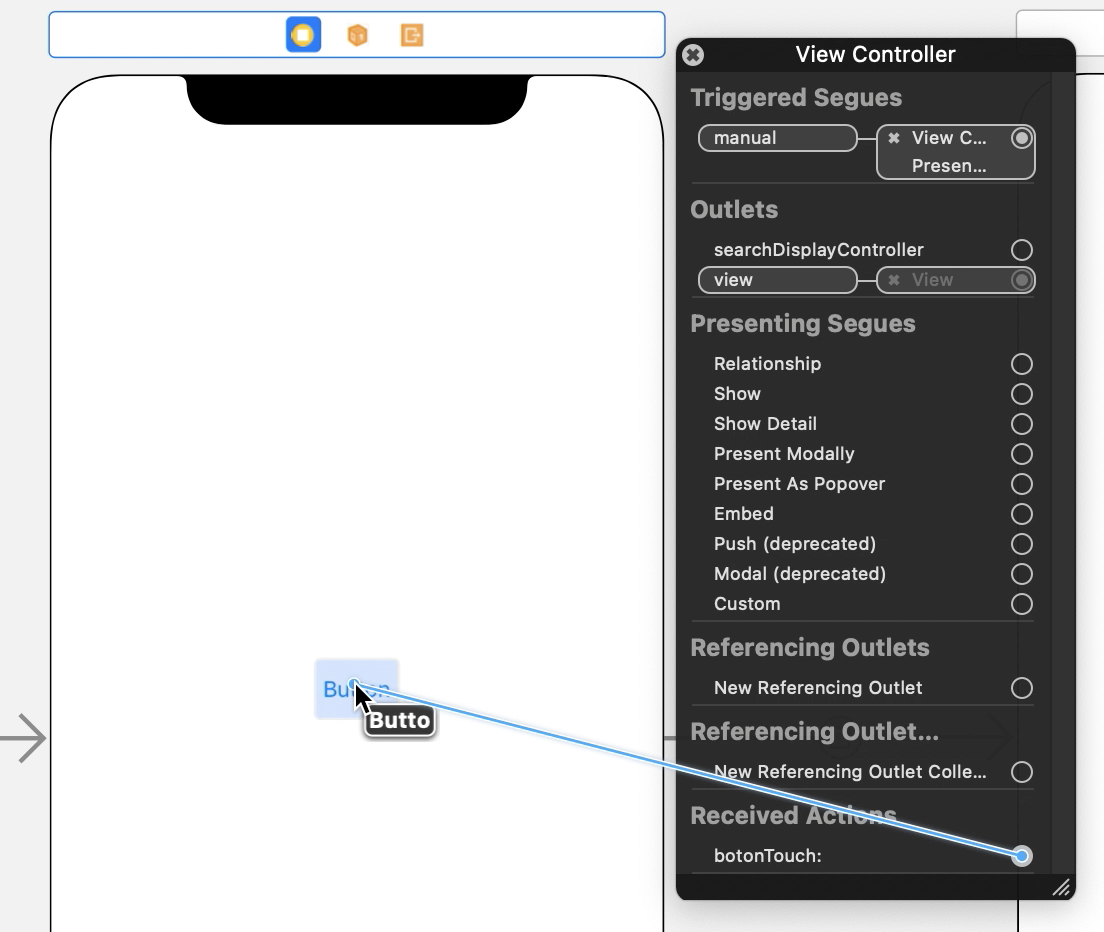 View Controller
Triggered Segues
manual
View C...
Presen...
Outlets
searchDisplayController
view
View
Presenting Segues
Relationship
Show
Show Detail
Present Modally
Present As Popover
Embed
Push (deprecated)
Modal (deprecated)
Custom
Referencing Outlets
New Referencing Outlet
Referencing Outlet...
New Referencing Outlet Colle...
Received Actions
botonTouch:
Button
Butto